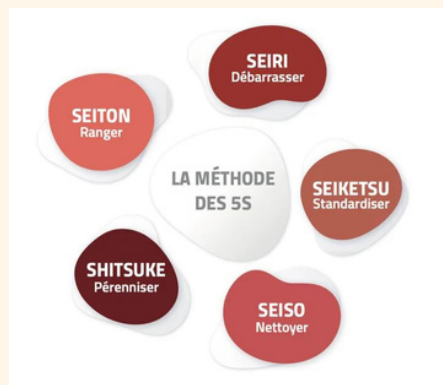 SEIRI
Débarrasser
SEITON
Ranger
LA MÉTHODE
DES 5S
SEIKETSU
Standardiser
SHITSUKE
Pérenniser
SEISO
Nettoyer